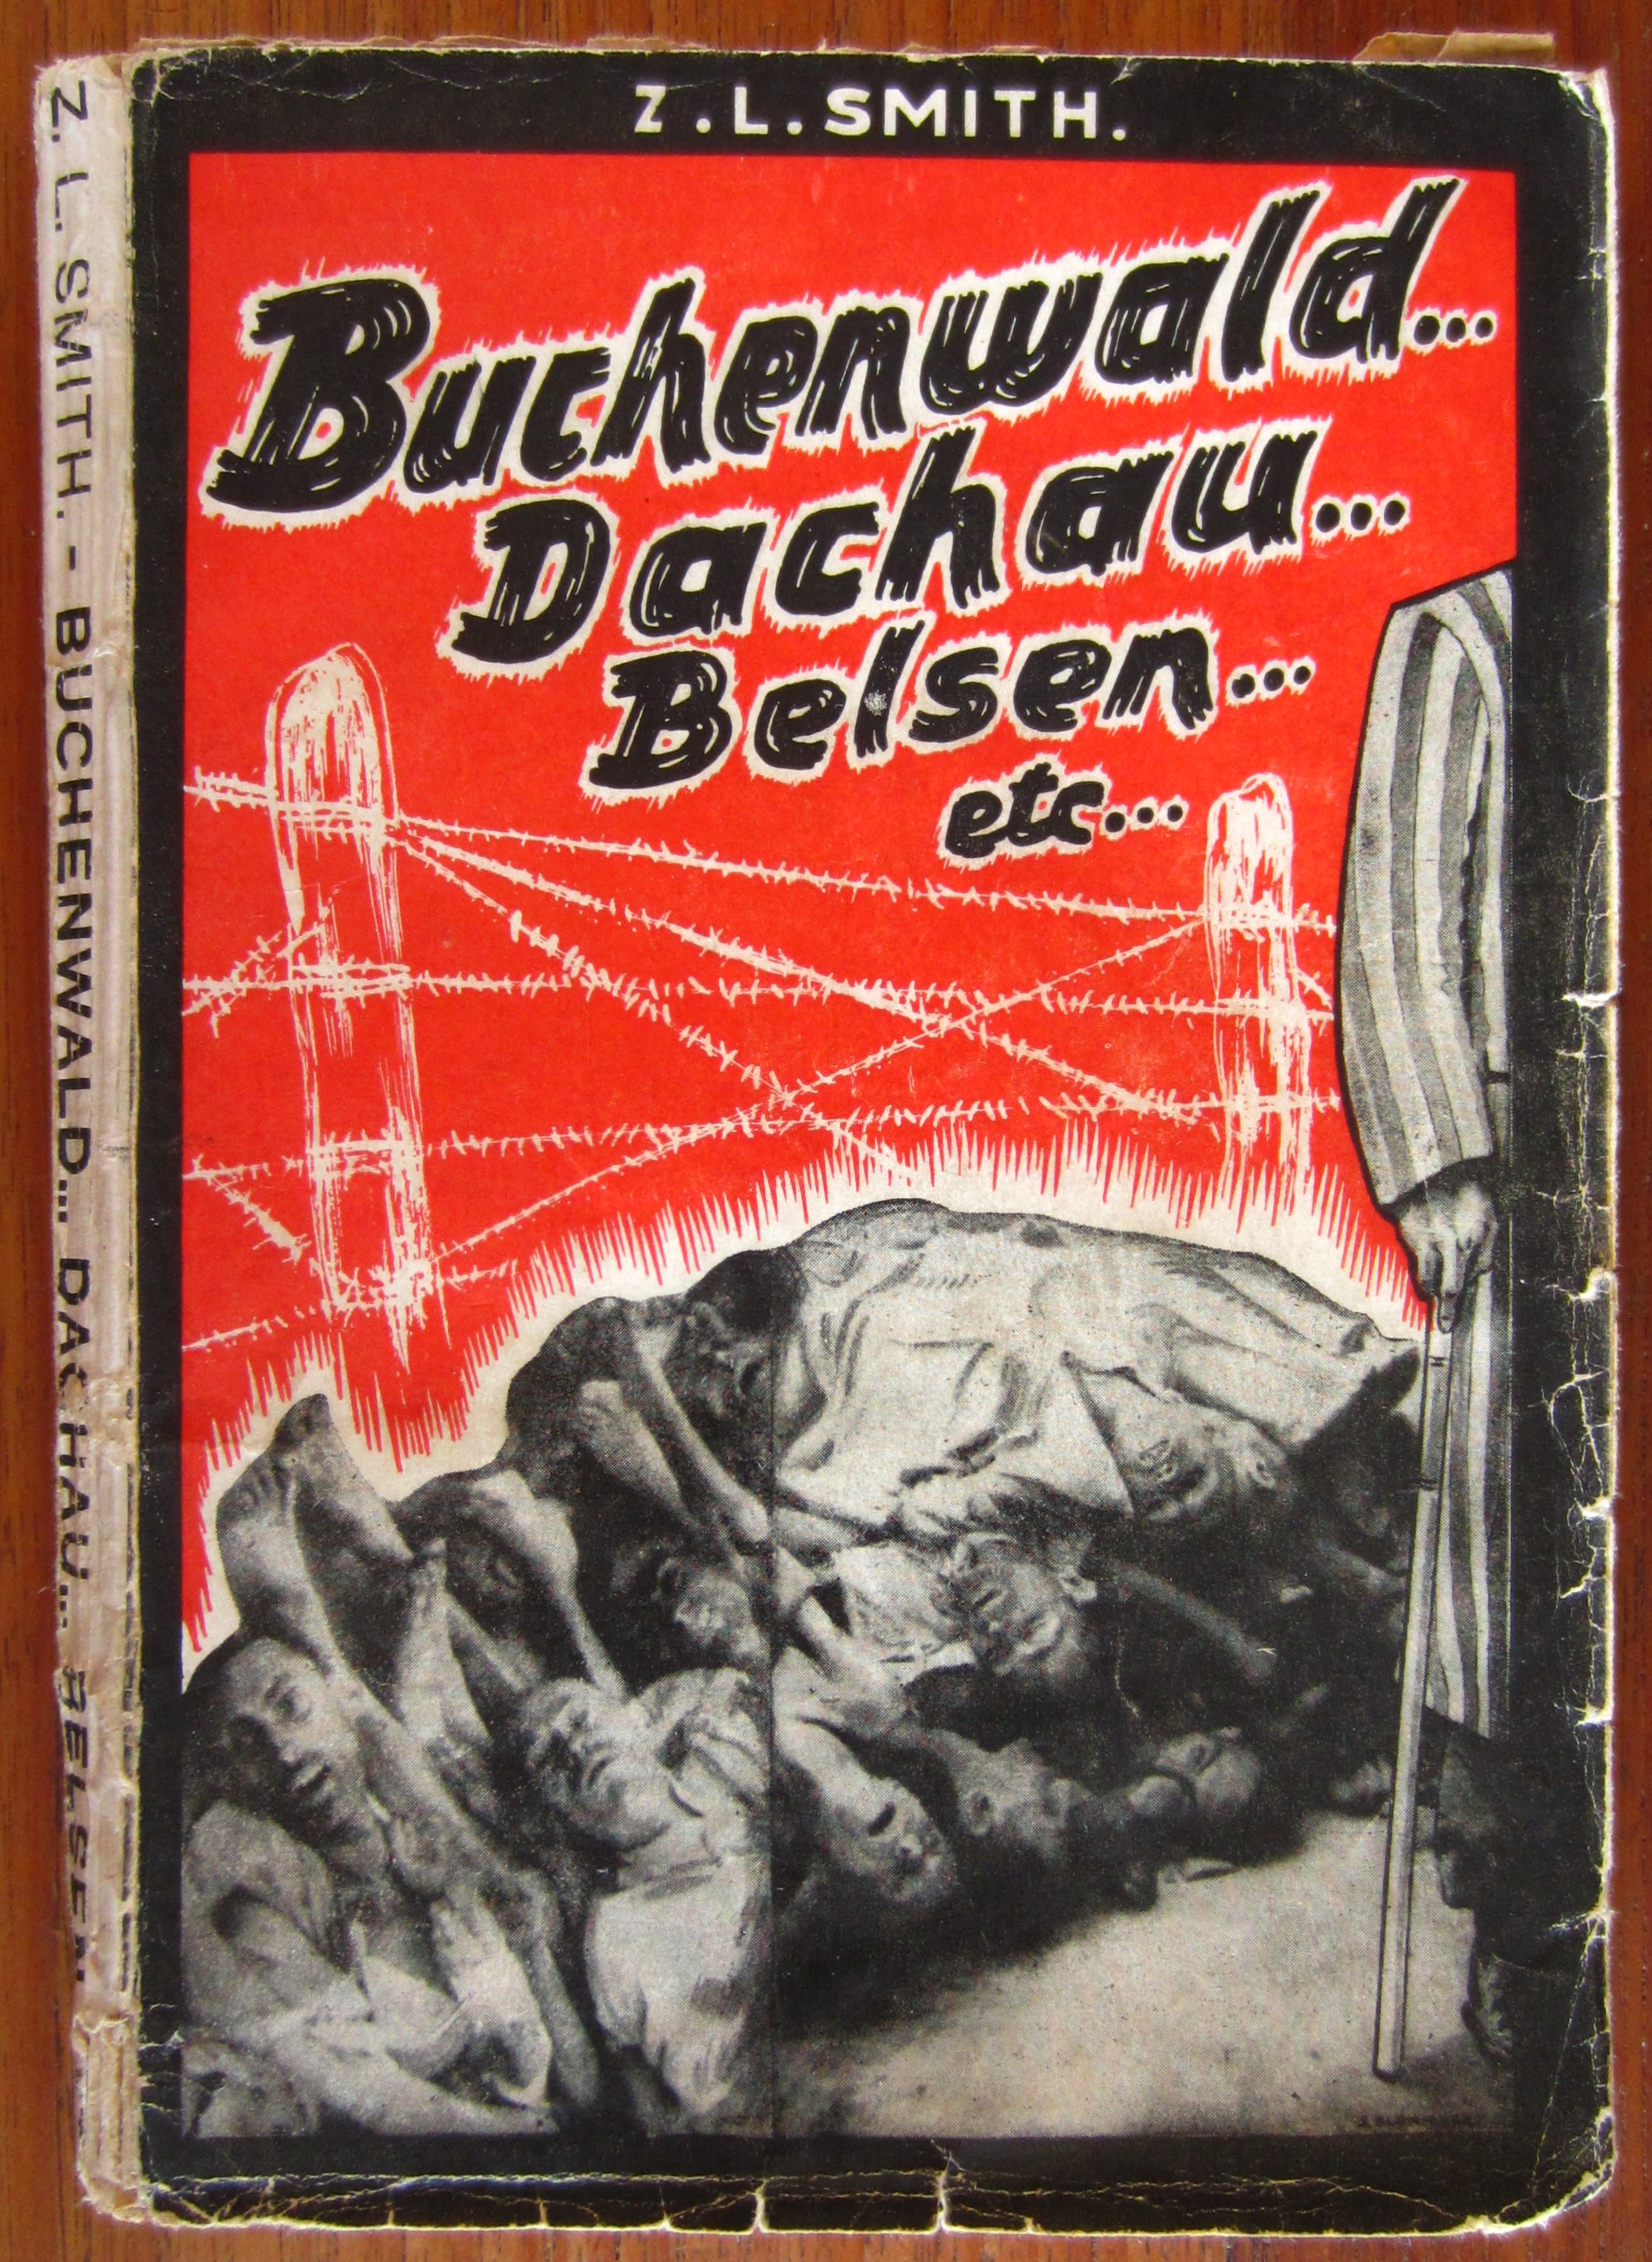 Z.L.SMITH.
Buchenwald...
Dachau...
Belsen...
etc...
Z. L. SMITH. - BUCHENWALD... DACHAU... BELSEN...